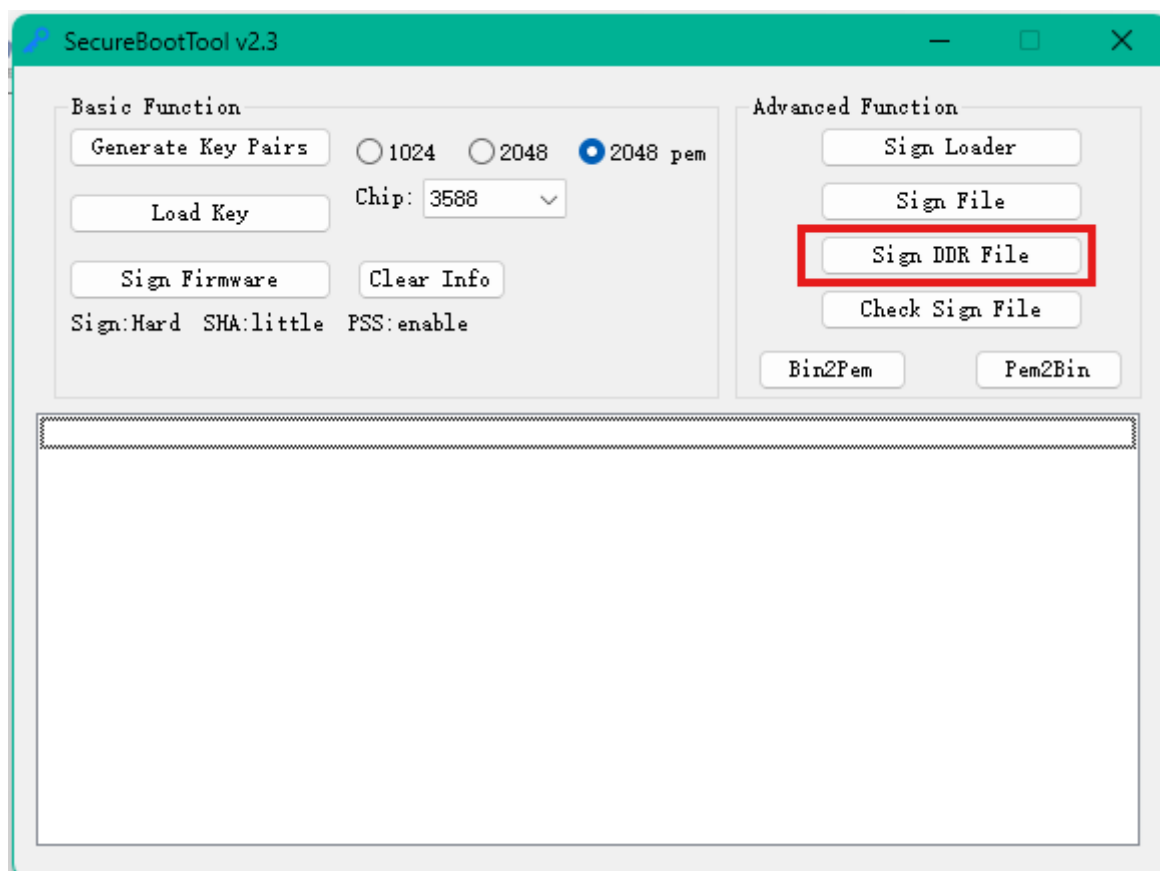 SecureBootTool v2.3
Basic Function
Generate Key Pairs 1024 2048 2048 pem
Chip: 3588
Load Key
Sign Firmware Clear Info
Sign:Hard SHA:little PSS:enable
Advanced Function
Sign Loader
Sign File
Sign DDR File
Check Sign File
Bin2Pem Pem2Bin